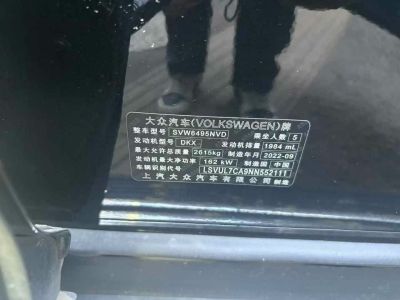 大众汽车(VOLKSWAGEN)牌
整车型号 SVW6495NVD 乘坐人数 5
发动机型号 DKX 发动机排量 1984 mL
最大允许总质量 2615kg 制造年月 2022-09
发动机最大净功率 162 kW 制造国 中国
车辆识别代号 LSVUL7CA9NN552111
上汽大众汽车有限公司 制造